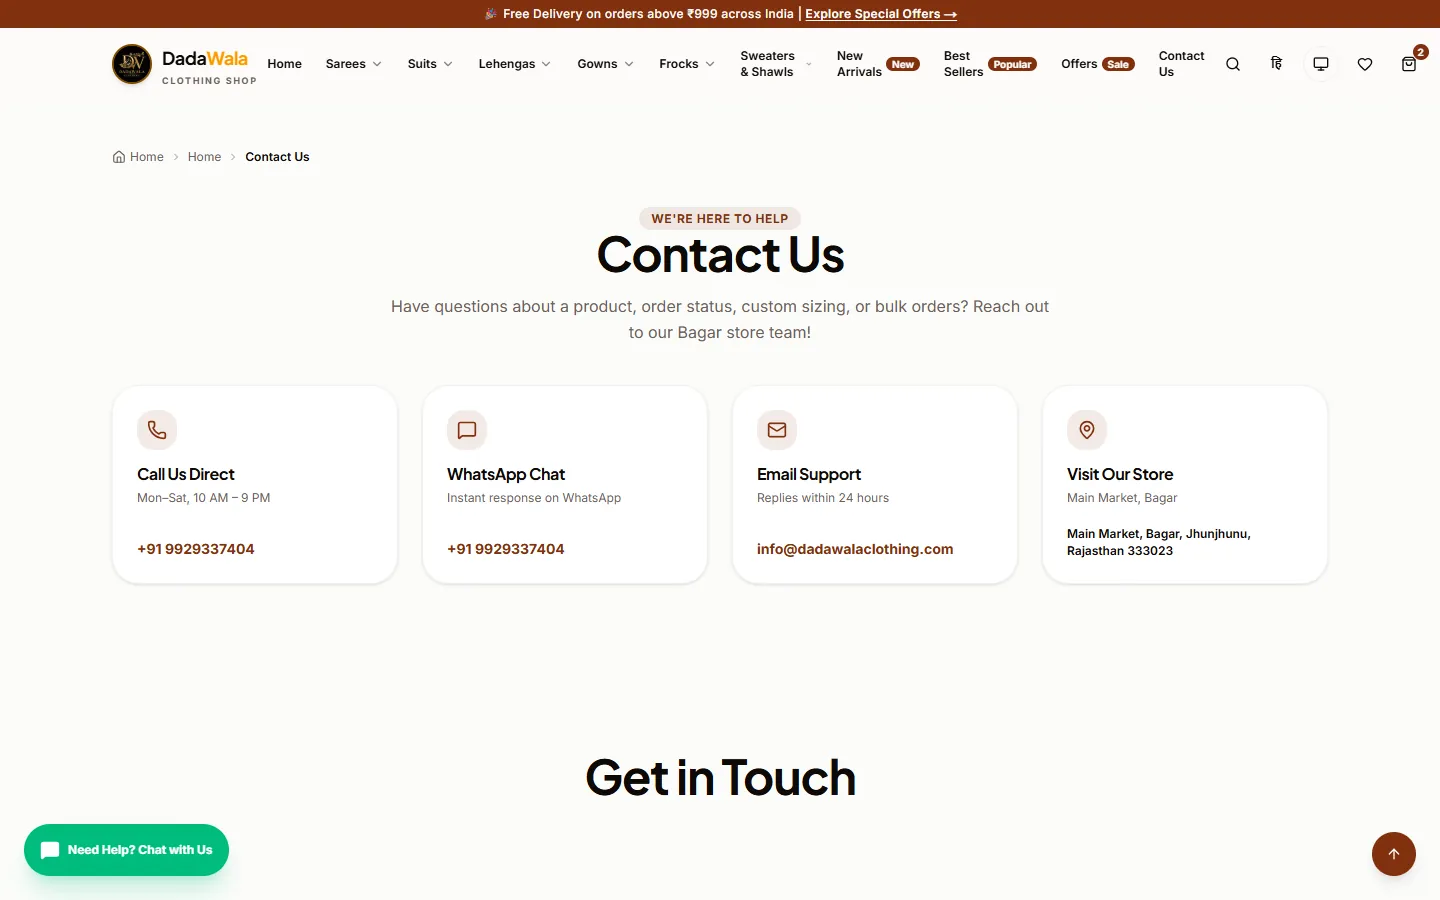 🎉 Free Delivery on orders above ₹999 across India | Explore Special Offers →
DadaWala
CLOTHING SHOP
Home
Sarees
Suits
Lehengas
Gowns
Frocks
Sweaters
& Shawls
New
Arrivals
New
Best
Sellers
Popular
Offers
Sale
Contact
Us
हि
2
Home
Home
Contact Us
WE'RE HERE TO HELP
Contact Us
Have questions about a product, order status, custom sizing, or bulk orders? Reach out
to our Bagar store team!
Call Us Direct
Mon–Sat, 10 AM – 9 PM
+91 9929337404
WhatsApp Chat
Instant response on WhatsApp
+91 9929337404
Email Support
Replies within 24 hours
info@dadawalaclothing.com
Visit Our Store
Main Market, Bagar
Main Market, Bagar, Jhunjhunu,
Rajasthan 333023
Get in Touch
Need Help? Chat with Us